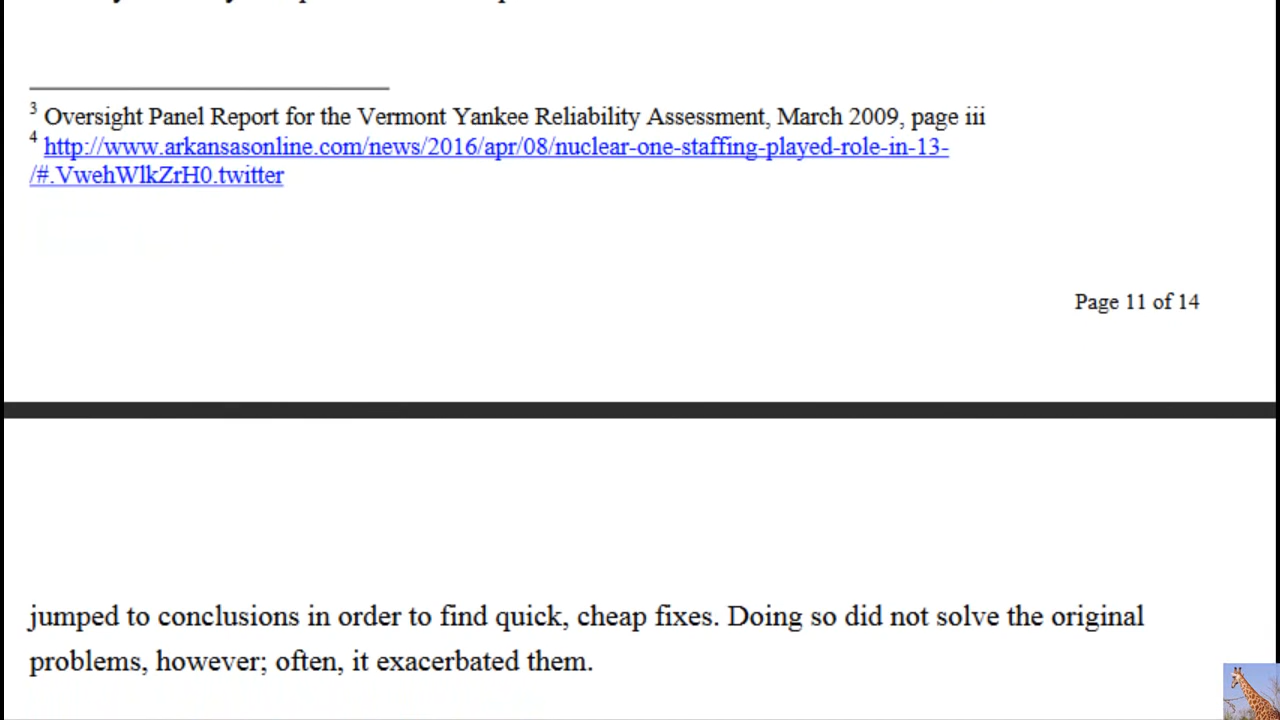 3 Oversight Panel Report for the Vermont Yankee Reliability Assessment, March 2009, page iii
4 http://www.arkansasonline.com/news/2016/apr/08/nuclear-one-staffing-played-role-in-13-
/#.VwehWlkZrH0.twitter
Page 11 of 14
jumped to conclusions in order to find quick, cheap fixes. Doing so did not solve the original
problems, however; often, it exacerbated them.